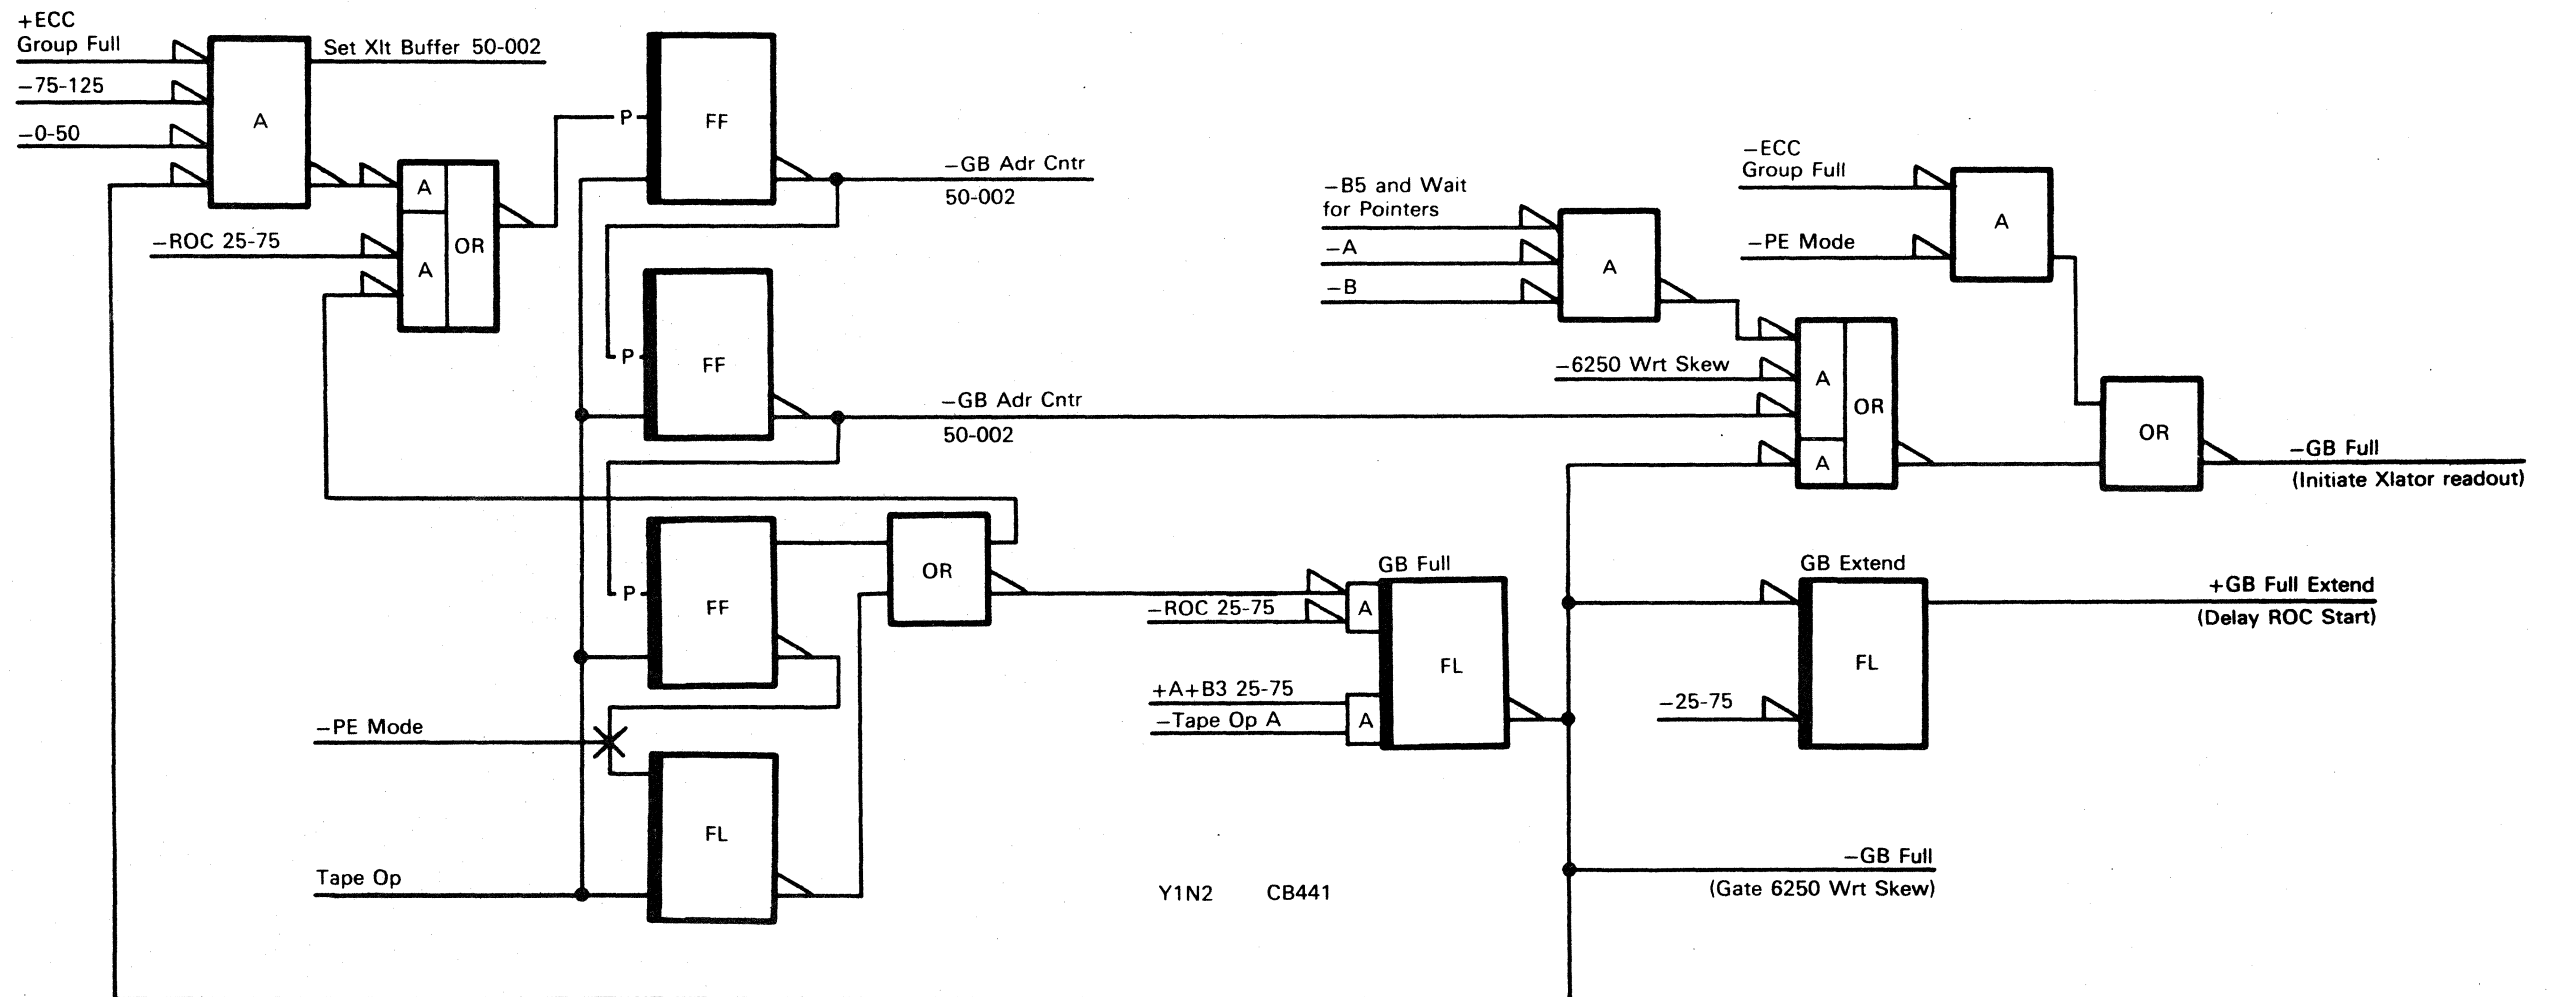 +ECC
Group Full
Set Xlt Buffer 50-002
−75-125
A
−0-50
P
FF
A
OR
−ROC 25-75
A
−GB Adr Cntr
50-002
P
FF
−GB Adr Cntr
50-002
P
FF
OR
−PE Mode
FL
Tape Op
−B5 and Wait
for Pointers
−A
−B
A
−ECC
Group Full
−PE Mode
A
−6250 Wrt Skew
A
OR
A
OR
−GB Full
(Initiate Xlator readout)
GB Full
−ROC 25-75
A
+A+B3 25-75
−Tape Op A
A
FL
GB Extend
−25-75
FL
+GB Full Extend
(Delay ROC Start)
−GB Full
(Gate 6250 Wrt Skew)
Y1N2 CB441